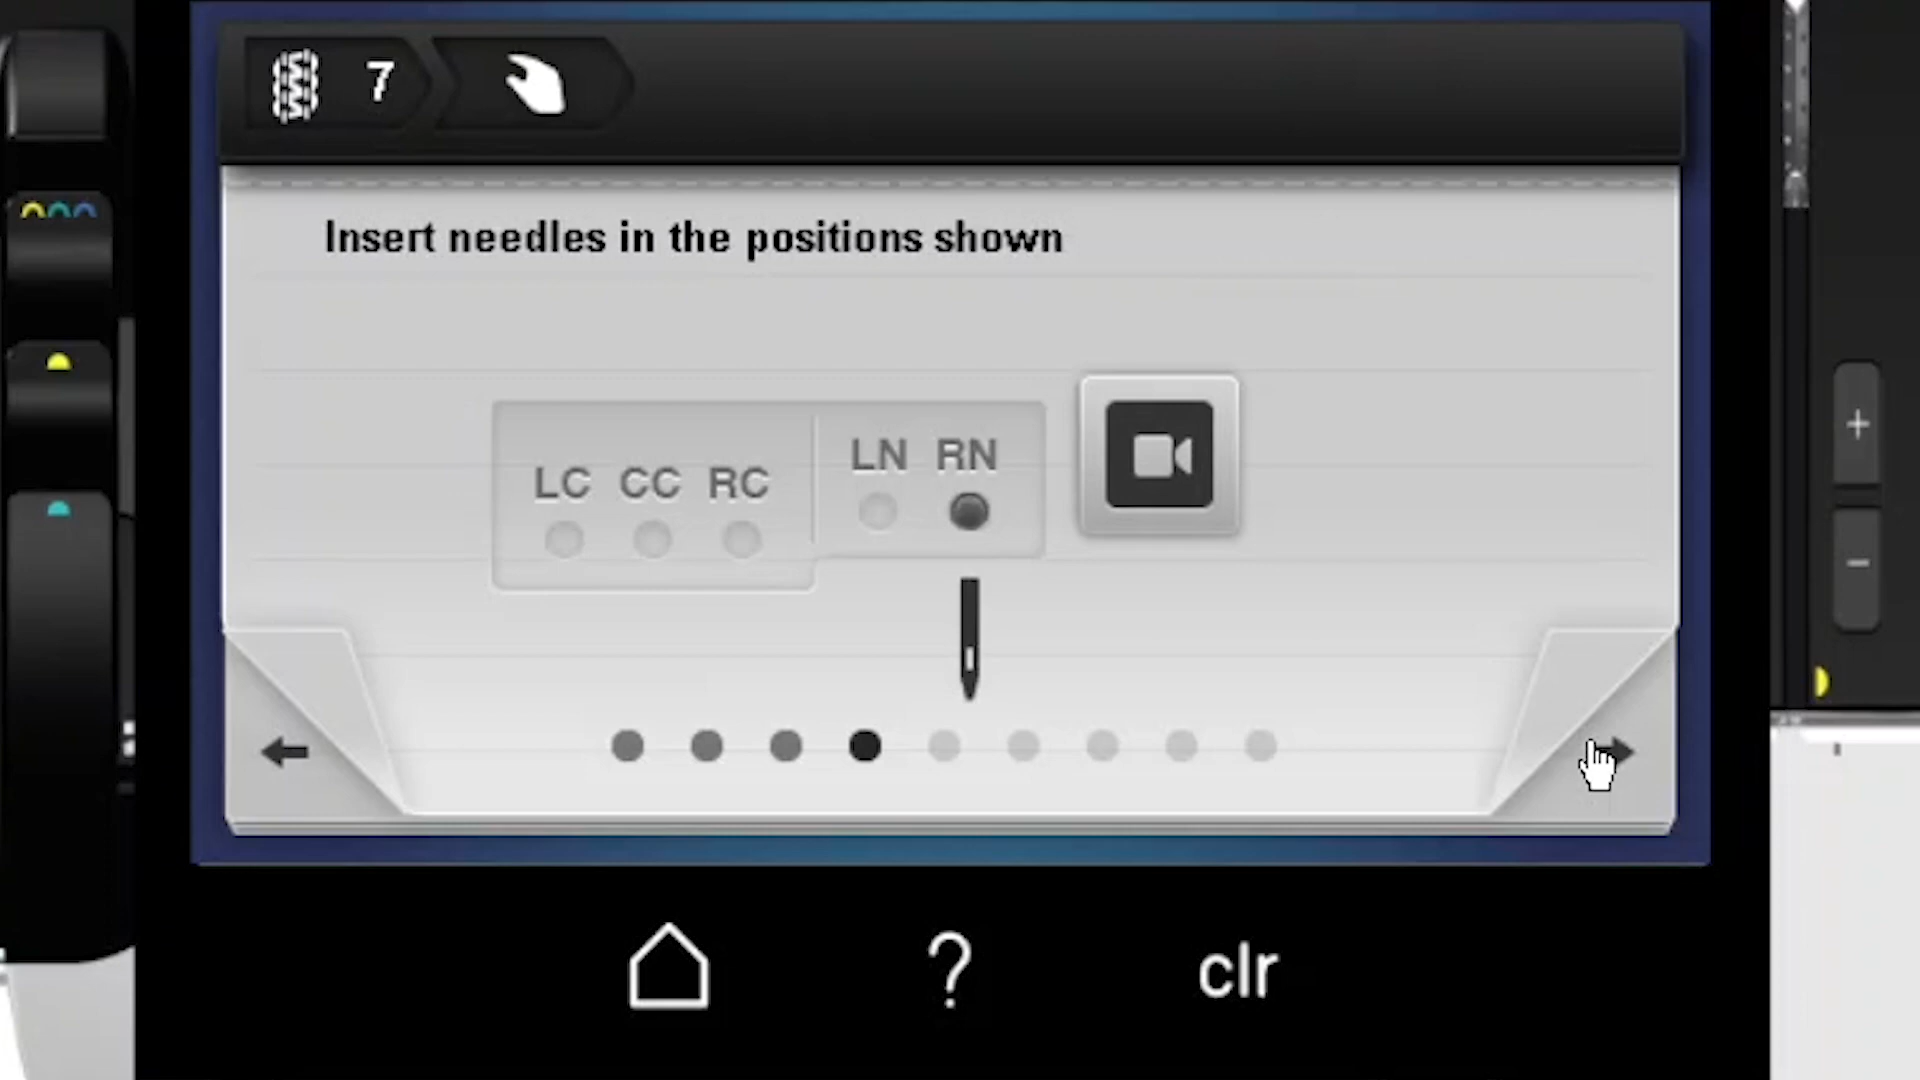 7
Insert needles in the positions shown
LN RN
LC CC RC
+
-
? clr